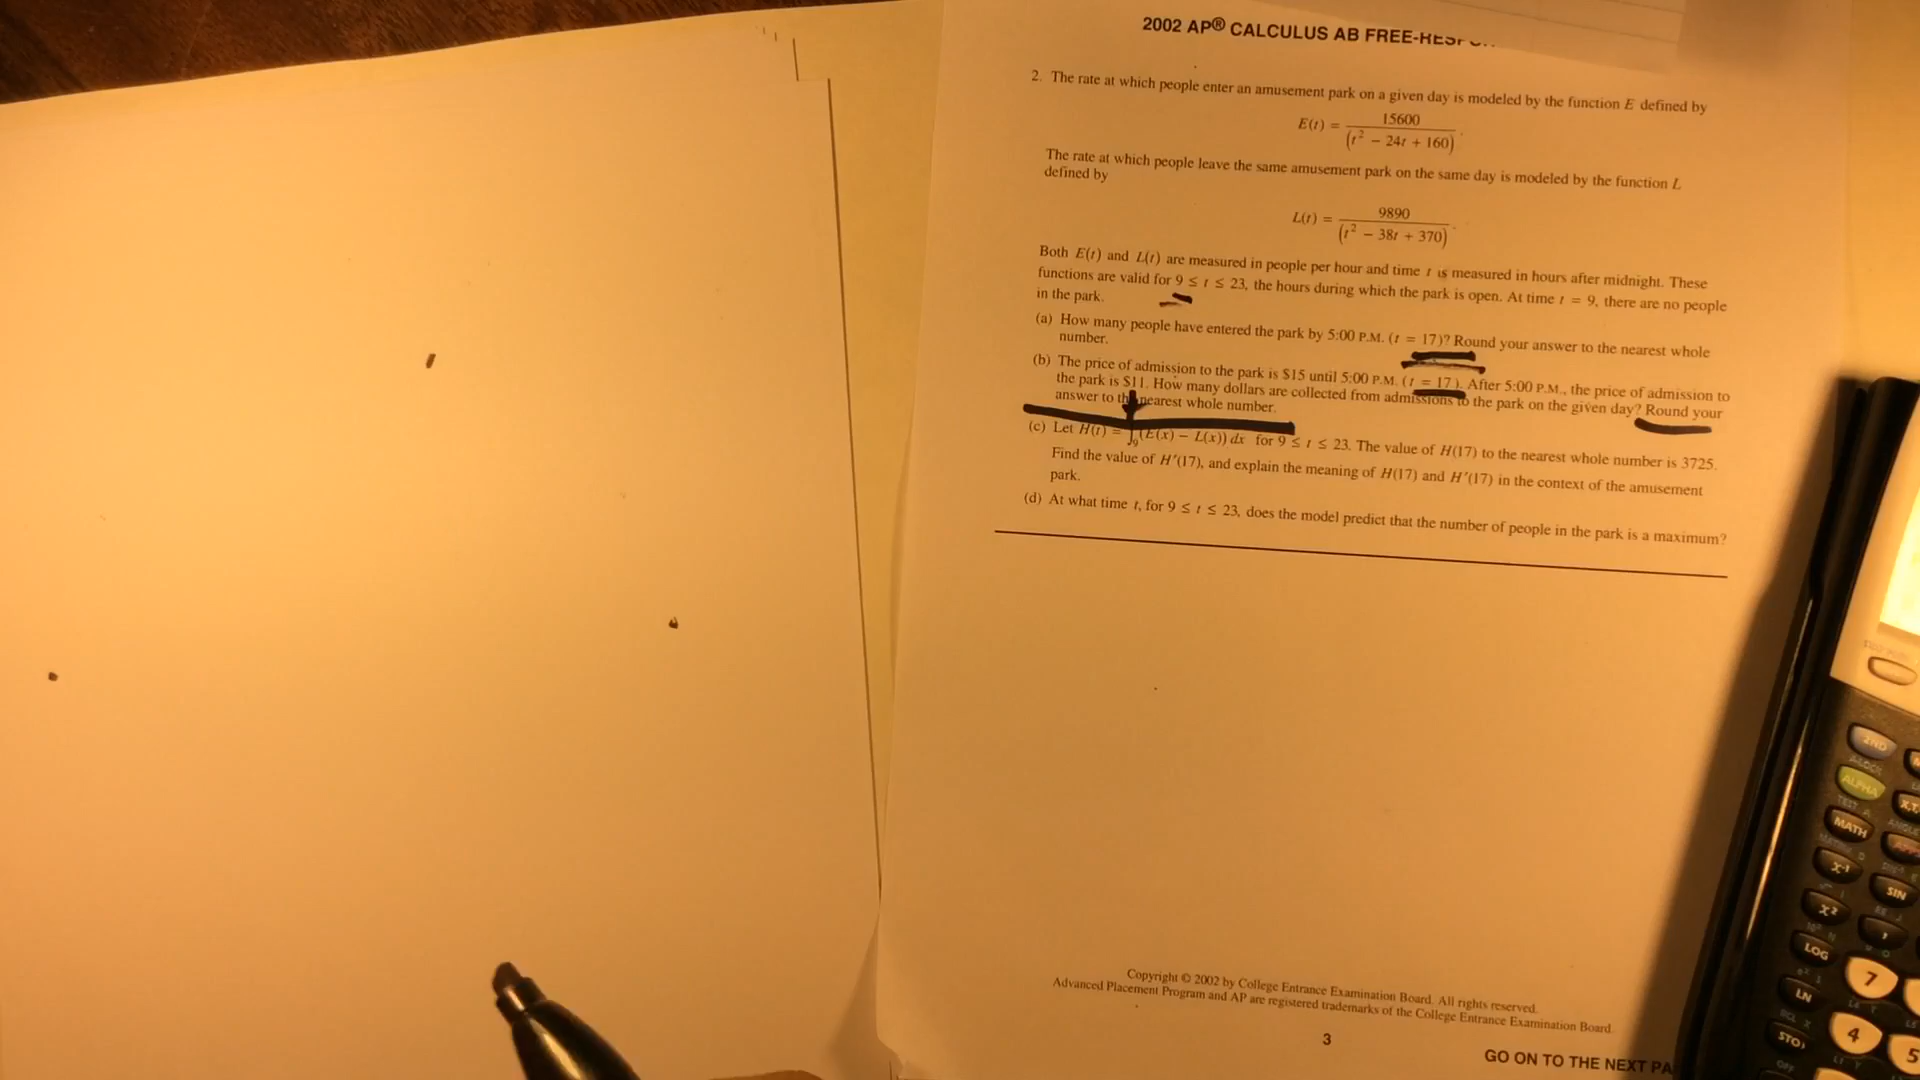 2002 AP® CALCULUS AB FREE-RESPO
2. The rate at which people enter an amusement park on a given day is modeled by the function E defined by
E(t) = 15600 / (t² − 24t + 160).
The rate at which people leave the same amusement park on the same day is modeled by the function L
defined by
L(t) = 9890 / (t² − 38t + 370).
Both E(t) and L(t) are measured in people per hour and time t is measured in hours after midnight. These
functions are valid for 9 ≤ t ≤ 23, the hours during which the park is open. At time t = 9, there are no people
in the park.
(a) How many people have entered the park by 5:00 P.M. (t = 17)? Round your answer to the nearest whole
number.
(b) The price of admission to the park is $15 until 5:00 P.M. (t = 17). After 5:00 P.M., the price of admission to
the park is $11. How many dollars are collected from admissions to the park on the given day? Round your
answer to the nearest whole number.
(c) Let H(t) = ∫₉ (E(x) − L(x)) dx for 9 ≤ t ≤ 23. The value of H(17) to the nearest whole number is 3725.
Find the value of H′(17), and explain the meaning of H(17) and H′(17) in the context of the amusement
park.
(d) At what time t, for 9 ≤ t ≤ 23, does the model predict that the number of people in the park is a maximum?
Copyright © 2002 by College Entrance Examination Board. All rights reserved.
Advanced Placement Program and AP are registered trademarks of the College Entrance Examination Board.
3
GO ON TO THE NEXT PA
2ND
A-LOCK
ALPHA
X,T,
MATH
APP
X⁻¹
SIN
X²
,
LOG
7
LN
4
STO
5
OFF